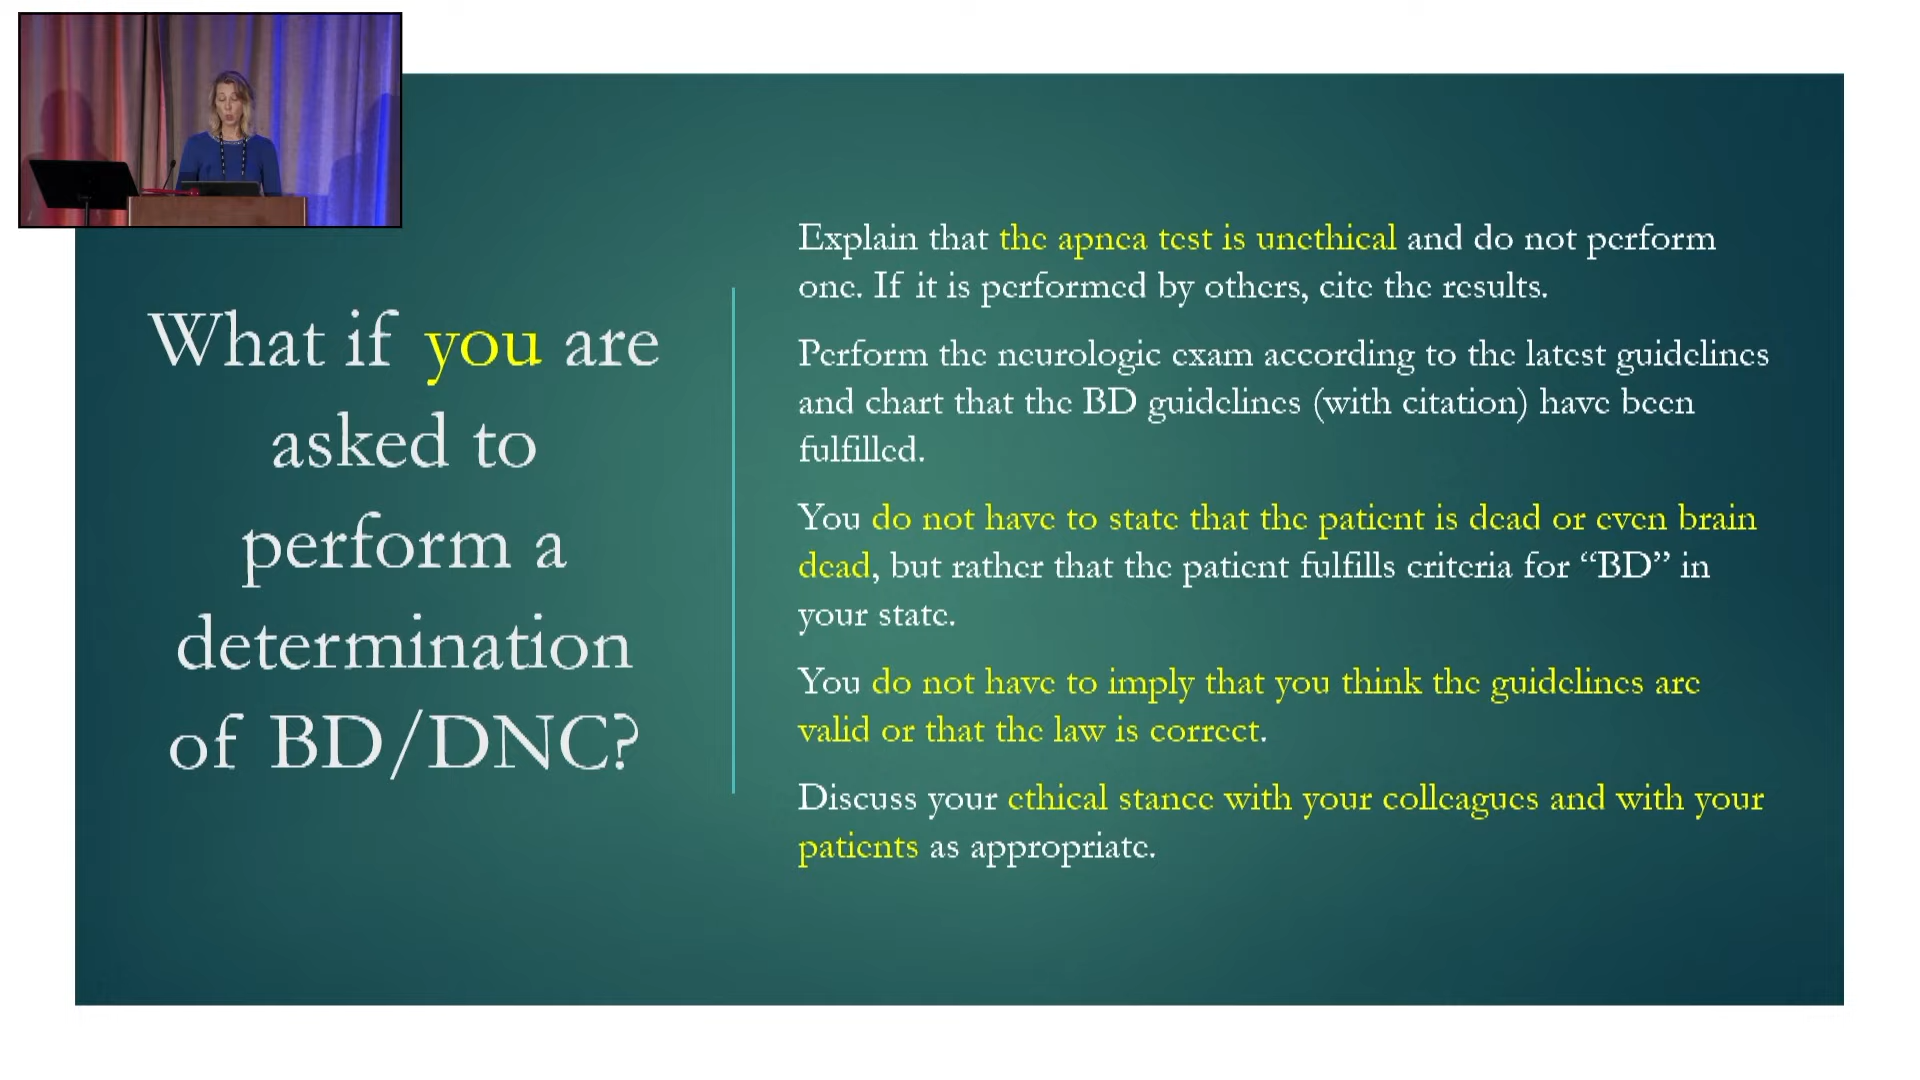 What if you are
asked to
perform a
determination
of BD/DNC?
Explain that the apnea test is unethical and do not perform
one. If it is performed by others, cite the results.
Perform the neurologic exam according to the latest guidelines
and chart that the BD guidelines (with citation) have been
fulfilled.
You do not have to state that the patient is dead or even brain
dead, but rather that the patient fulfills criteria for “BD” in
your state.
You do not have to imply that you think the guidelines are
valid or that the law is correct.
Discuss your ethical stance with your colleagues and with your
patients as appropriate.